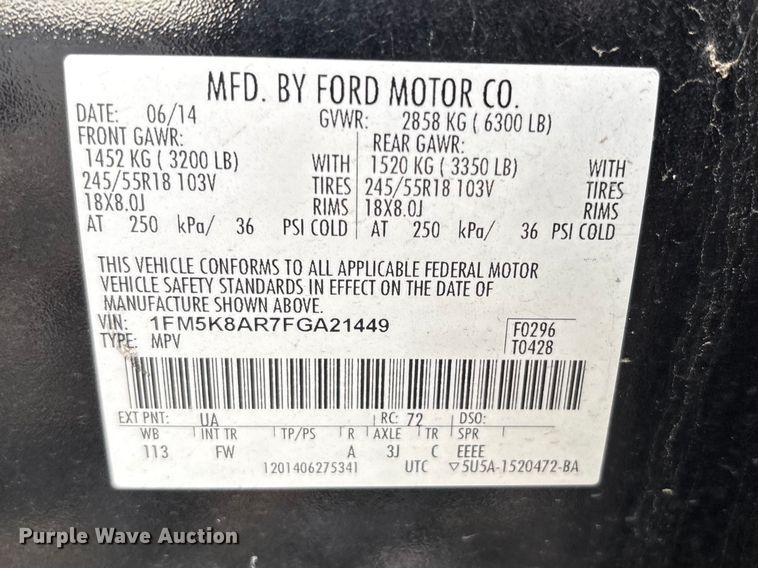 MFD. BY FORD MOTOR CO.
DATE: 06/14 GVWR: 2858 KG ( 6300 LB)
FRONT GAWR: REAR GAWR:
1452 KG ( 3200 LB) WITH 1520 KG ( 3350 LB) WITH
245/55R18 103V TIRES 245/55R18 103V TIRES
18X8.0J RIMS 18X8.0J RIMS
AT 250 kPa/ 36 PSI COLD AT 250 kPa/ 36 PSI COLD
THIS VEHICLE CONFORMS TO ALL APPLICABLE FEDERAL MOTOR
VEHICLE SAFETY STANDARDS IN EFFECT ON THE DATE OF
MANUFACTURE SHOWN ABOVE.
VIN: 1FM5K8AR7FGA21449 F0296
TYPE: MPV T0428
EXT PNT: UA RC: 72 DSO:
WB INT TR TP/PS R AXLE TR SPR
113 FW A 3J C EEEE
1201406275341 UTC ▽5U5A-1520472-BA
Purple Wave Auction